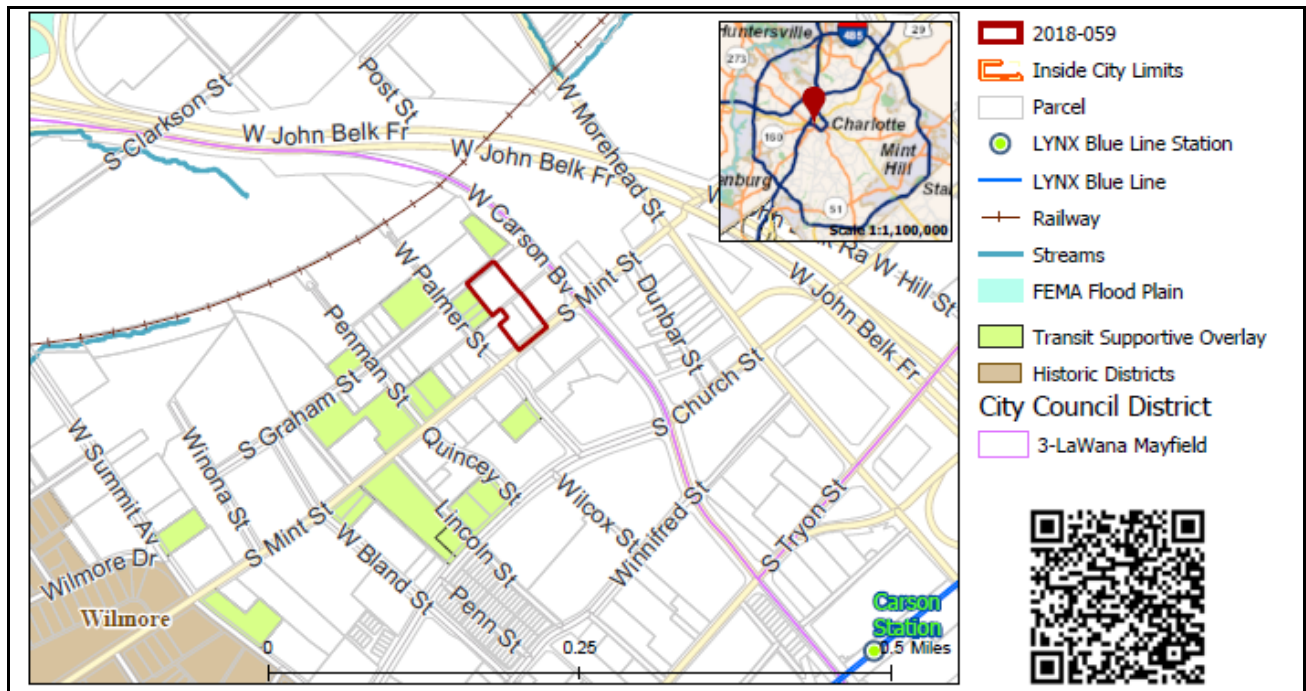 S Clarkson St
Post St
W Morehead St
W John Belk Fr
W John Belk Fr
W Carson Bv
W Palmer St
S Mint St
Dunbar St
Penman St
W Hill St
W John Belk Fr
S Church St
S Graham St
Quincey St
W Summit Av
Winona St
S Mint St
Lincoln St
Wilcox St
Winnifred St
S Tryon St
W Bland St
Penn St
Wilmore Dr
Wilmore
Carson
Station
0
0.25
0.5 Miles
Huntersville
485
29
273
Charlotte
169
Mint
Hill
enburg
Sta
51
Scale 1:1,100,000
2018-059
Inside City Limits
Parcel
LYNX Blue Line Station
LYNX Blue Line
Railway
Streams
FEMA Flood Plain
Transit Supportive Overlay
Historic Districts
City Council District
3-LaWana Mayfield